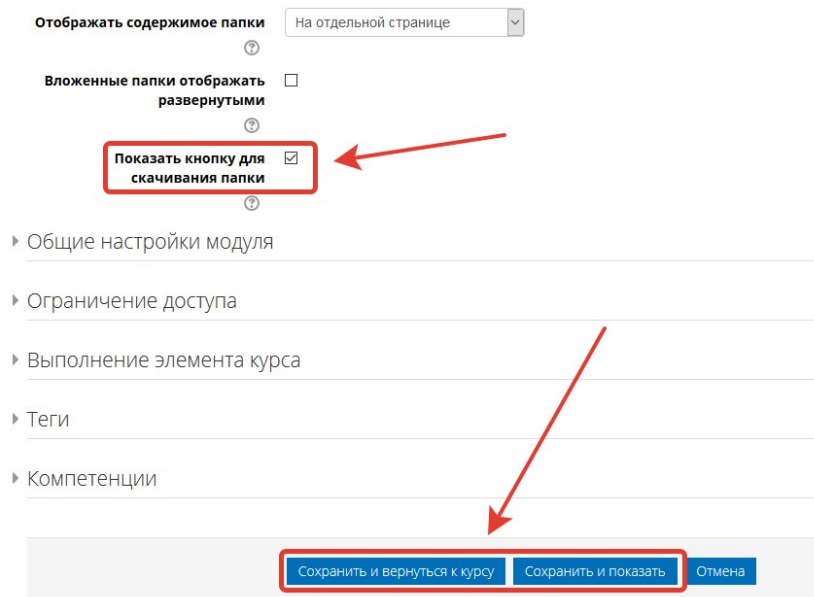 Отображать содержимое папки
На отдельной странице
Вложенные папки отображать
развернутыми
Показать кнопку для
скачивания папки
Общие настройки модуля
Ограничение доступа
Выполнение элемента курса
Теги
Компетенции
Сохранить и вернуться к курсу Сохранить и показать Отмена